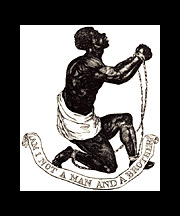 AM I NOT A MAN AND A BROTHER